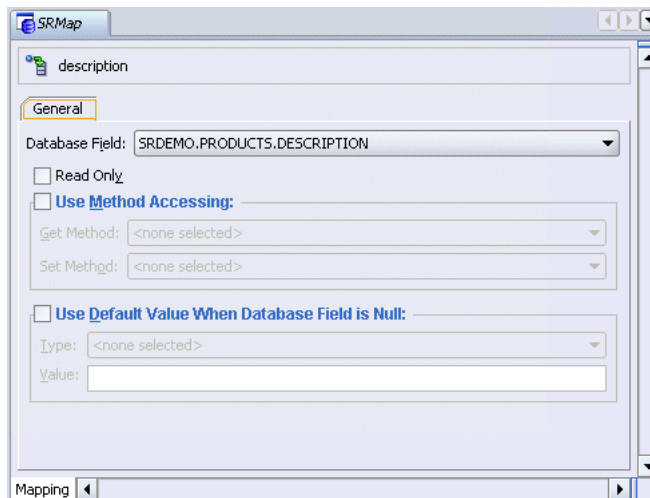 SRMap
description
General
Database Field: SRDEMO.PRODUCTS.DESCRIPTION
Read Only
Use Method Accessing:
Get Method: <none selected>
Set Method: <none selected>
Use Default Value When Database Field is Null:
Type: <none selected>
Value:
Mapping